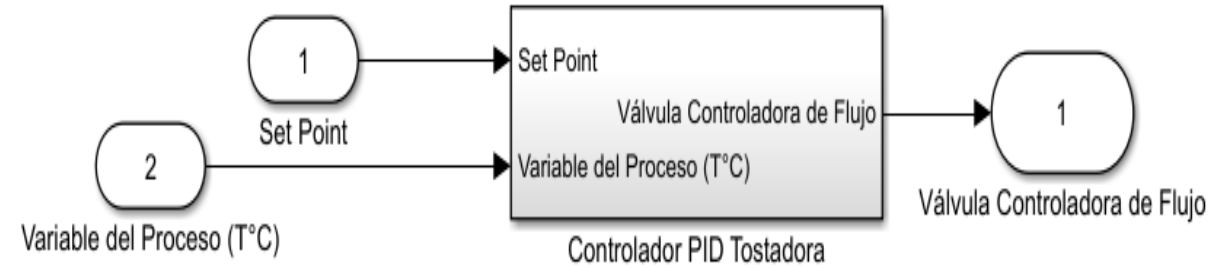 1
Set Point
Set Point
Válvula Controladora de Flujo
1
2
Variable del Proceso (T°C)
Válvula Controladora de Flujo
Variable del Proceso (T°C)
Controlador PID Tostadora